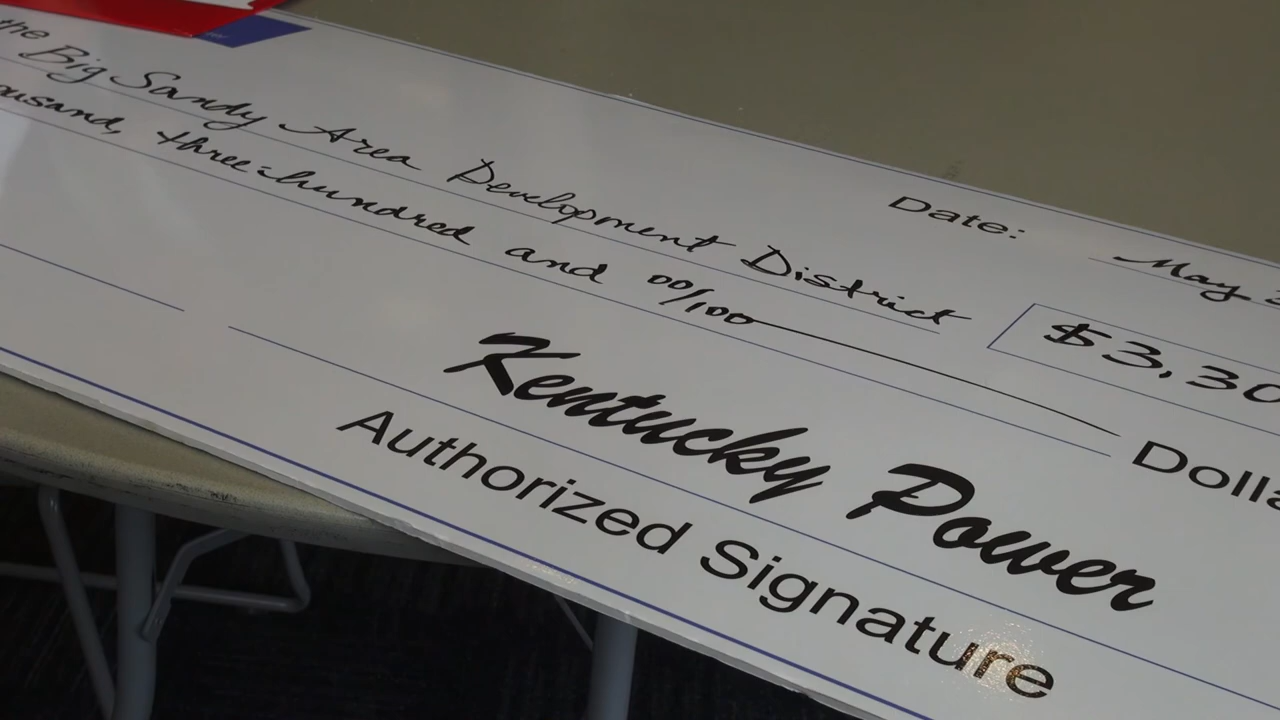 Date: May
the Big Sandy Area Development District $3,30
ousand, three-hundred and 00/100 Dolla
Kentucky Power
Authorized Signature